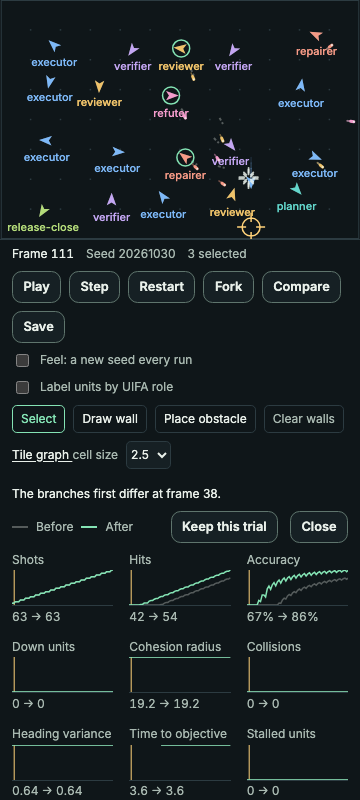 repairer
executor
verifier
reviewer
verifier
executor
reviewer
executor
refuter
executor
executor
verifier
repairer
executor
planner
release-close
verifier
executor
reviewer
Frame 111 Seed 20261030 3 selected
Play Step Restart Fork Compare
Save
Feel: a new seed every run
Label units by UIFA role
Select Draw wall Place obstacle Clear walls
Tile graph cell size 2.5
The branches first differ at frame 38.
Before After Keep this trial Close
Shots Hits Accuracy
63 → 63 42 → 54 67% → 86%
Down units Cohesion radius Collisions
0 → 0 19.2 → 19.2 0 → 0
Heading variance Time to objective Stalled units
0.64 → 0.64 3.6 → 3.6 0 → 0